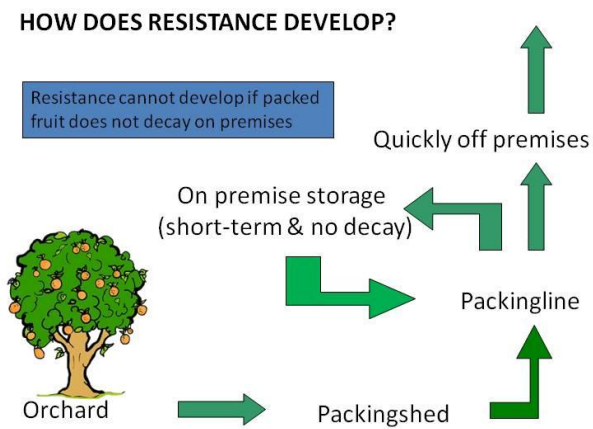 HOW DOES RESISTANCE DEVELOP?
Resistance cannot develop if packed
fruit does not decay on premises
Quickly off premises
On premise storage
(short-term & no decay)
Packingline
Orchard
Packingshed